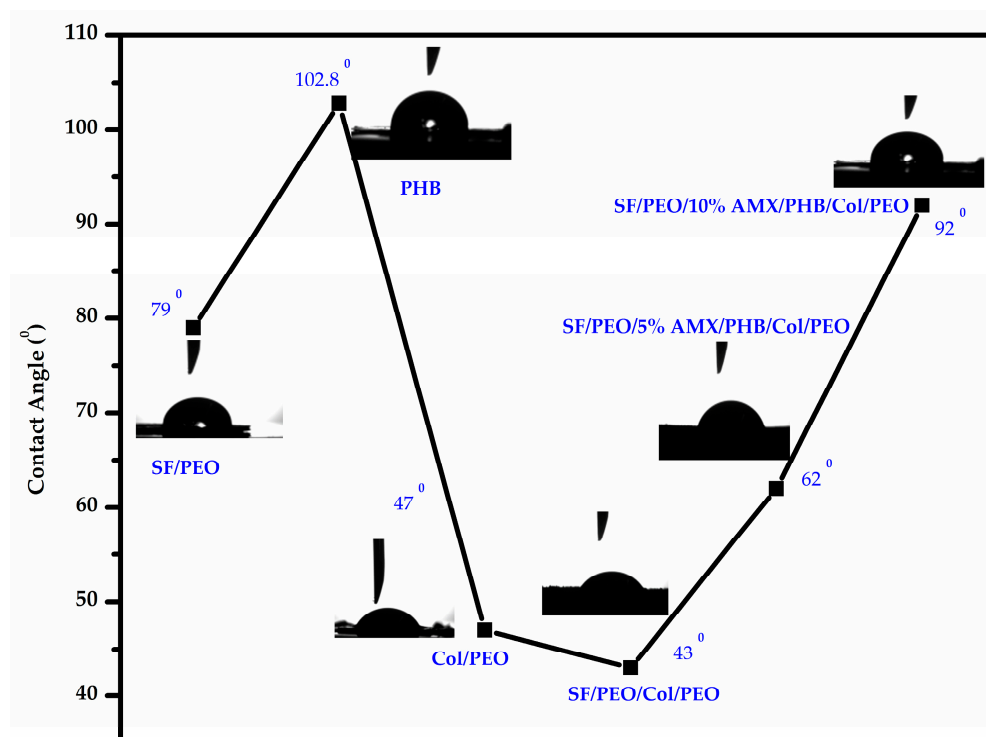 110
102.8 0
100
PHB
SF/PEO/10% AMX/PHB/Col/PEO
90
92 0
80
79 0
SF/PEO/5% AMX/PHB/Col/PEO
Contact Angle (0)
70
SF/PEO
62 0
60
47 0
50
Col/PEO
43 0
40
SF/PEO/Col/PEO